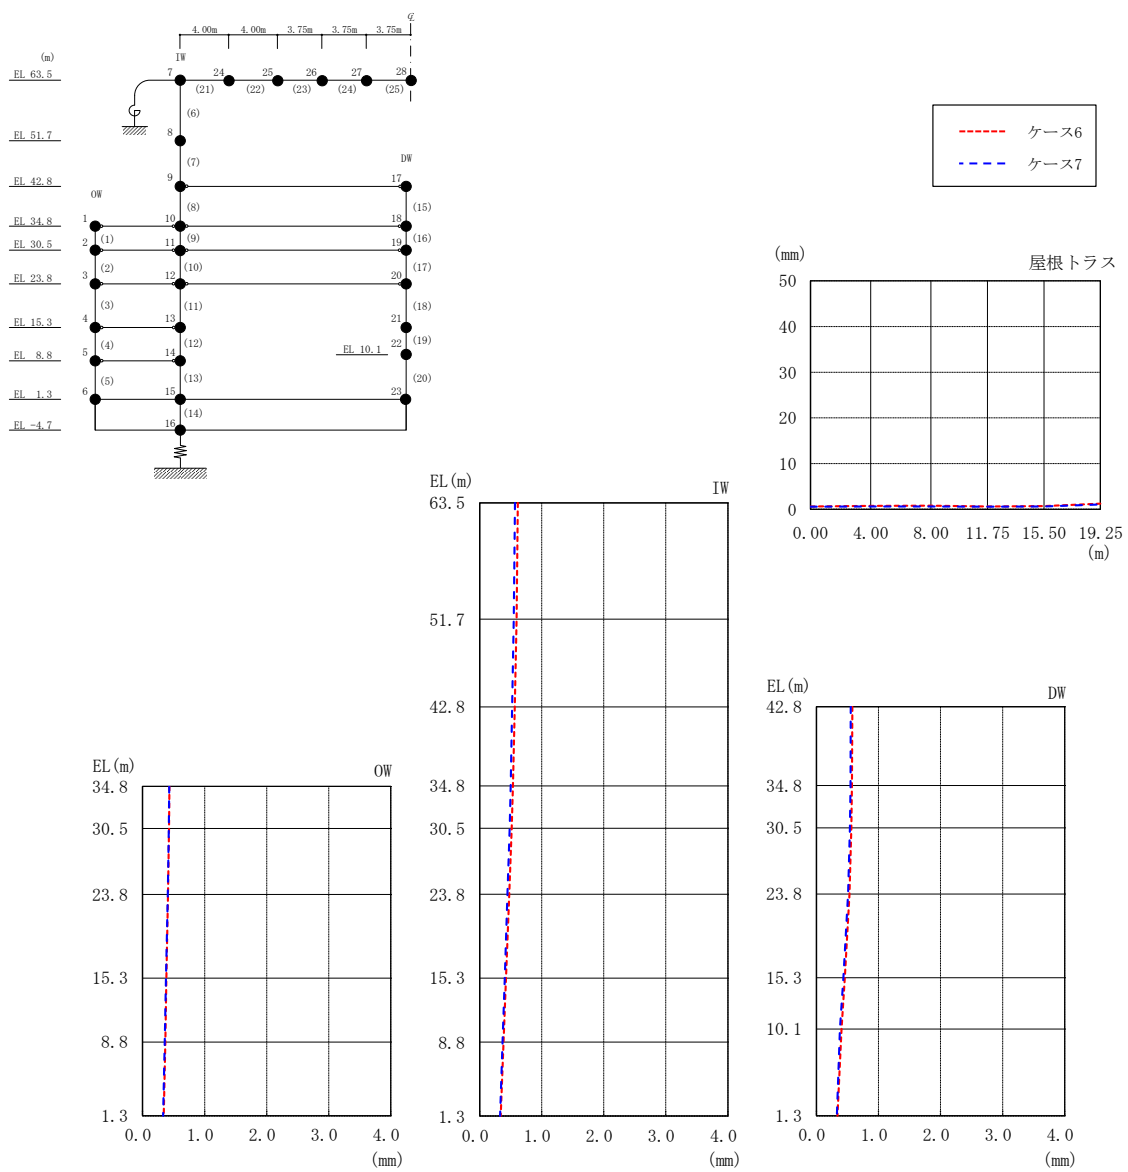 ℄
4.00m 4.00m 3.75m 3.75m 3.75m
(m) IW
EL 63.5 7 24 25 26 27 28
(21) (22) (23) (24) (25)
(6)
EL 51.7 8
(7) DW
EL 42.8 9 17
OW (8) (15)
EL 34.8 1 10 18
(1) (9) (16)
EL 30.5 2 11 19
(2) (10) (17)
EL 23.8 3 12 20
(3) (11) (18)
EL 15.3 4 13 21
(4) (12) (19)
EL 8.8 5 14 EL 10.1 22
(5) (13) (20)
EL 1.3 6 15 23
(14)
EL -4.7 16
ケース6
ケース7
(mm) 屋根トラス
50
40
30
20
10
0
0.00 4.00 8.00 11.75 15.50 19.25
(m)
EL(m) IW
63.5
51.7
42.8
34.8
30.5
23.8
15.3
8.8
1.3
0.0 1.0 2.0 3.0 4.0
(mm)
EL(m) DW
42.8
34.8
30.5
23.8
15.3
10.1
1.3
0.0 1.0 2.0 3.0 4.0
(mm)
EL(m) OW
34.8
30.5
23.8
15.3
8.8
1.3
0.0 1.0 2.0 3.0 4.0
(mm)